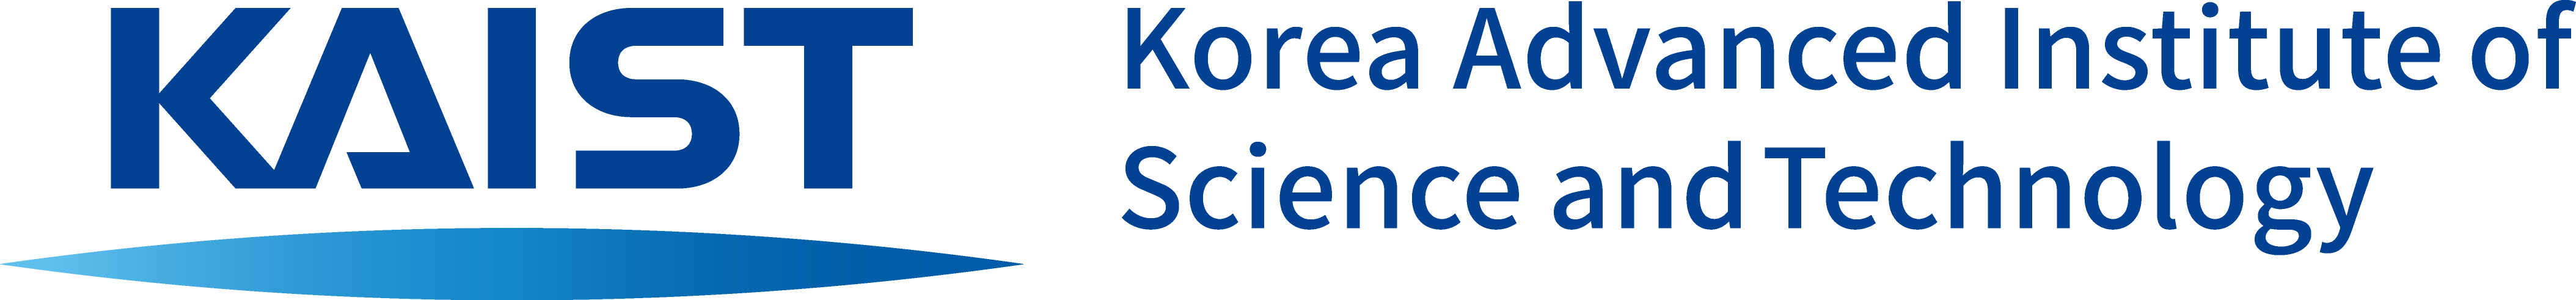 KAIST
Korea Advanced Institute of
Science and Technology